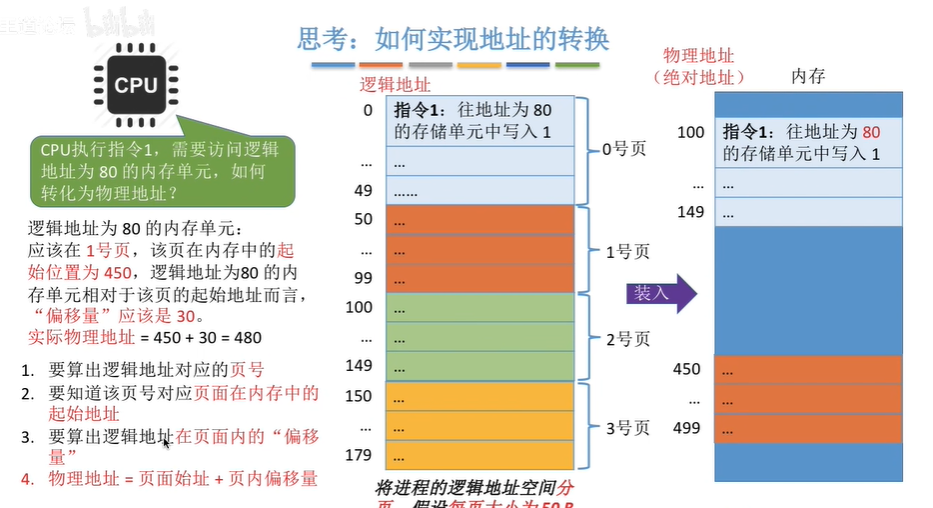 思考：如何实现地址的转换
CPU
CPU执行指令1，需要访问逻辑
地址为 80 的内存单元，如何
转化为物理地址？
逻辑地址为 80 的内存单元：
应该在 1号页，该页在内存中的起
始位置为 450，逻辑地址为80 的内
存单元相对于该页的起始地址而言，
“偏移量”应该是 30。
实际物理地址 = 450 + 30 = 480
1. 要算出逻辑地址对应的页号
2. 要知道该页号对应页面在内存中的
起始地址
3. 要算出逻辑地址在页面内的“偏移
量”
4. 物理地址 = 页面始址 + 页内偏移量
逻辑地址
0
指令1：往地址为 80
的存储单元中写入 1
... ...
49 ......
0号页
50 ...
... ...
99 ...
1号页
100 ...
... ...
149 ...
2号页
150 ...
... ...
179 ...
3号页
将进程的逻辑地址空间分
页，假设每页大小为 50 B
装入
物理地址
（绝对地址）
内存
100
指令1：往地址为 80
的存储单元中写入 1
... ...
149 ...
450 ...
... ...
499 ...